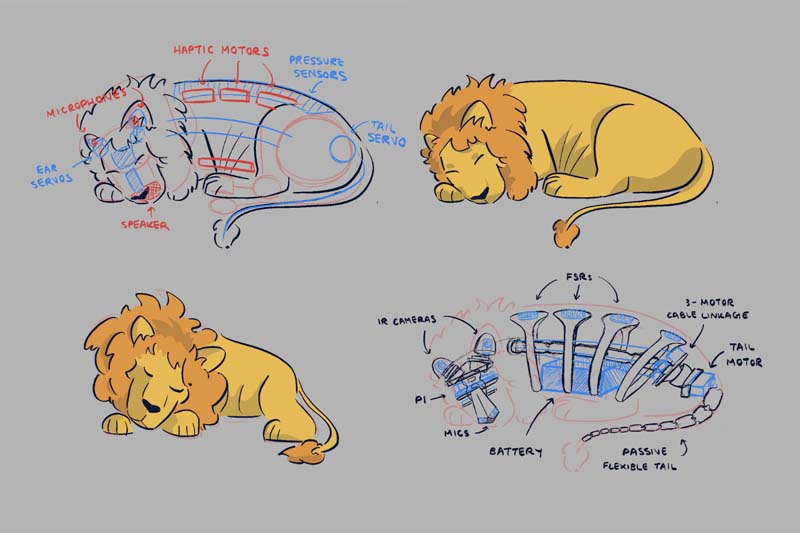 HAPTIC MOTORS
PRESSURE
SENSORS
MICROPHONES
TAIL
SERVO
EAR
SERVOS
SPEAKER
FSRs
3-MOTOR
CABLE LINKAGE
IR CAMERAS
TAIL
MOTOR
PI
MICS
BATTERY
PASSIVE
FLEXIBLE TAIL